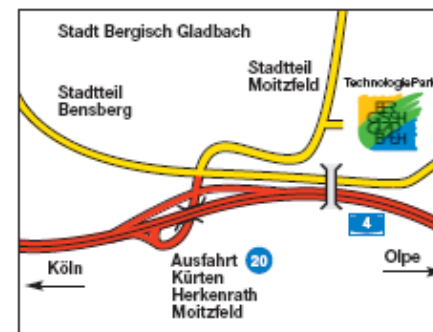 Stadt Bergisch Gladbach
Stadtteil
Moitzfeld
TechnologiePark
Stadtteil
Bensberg
4
Köln
Ausfahrt 20
Kürten
Herkenrath
Moitzfeld
Olpe